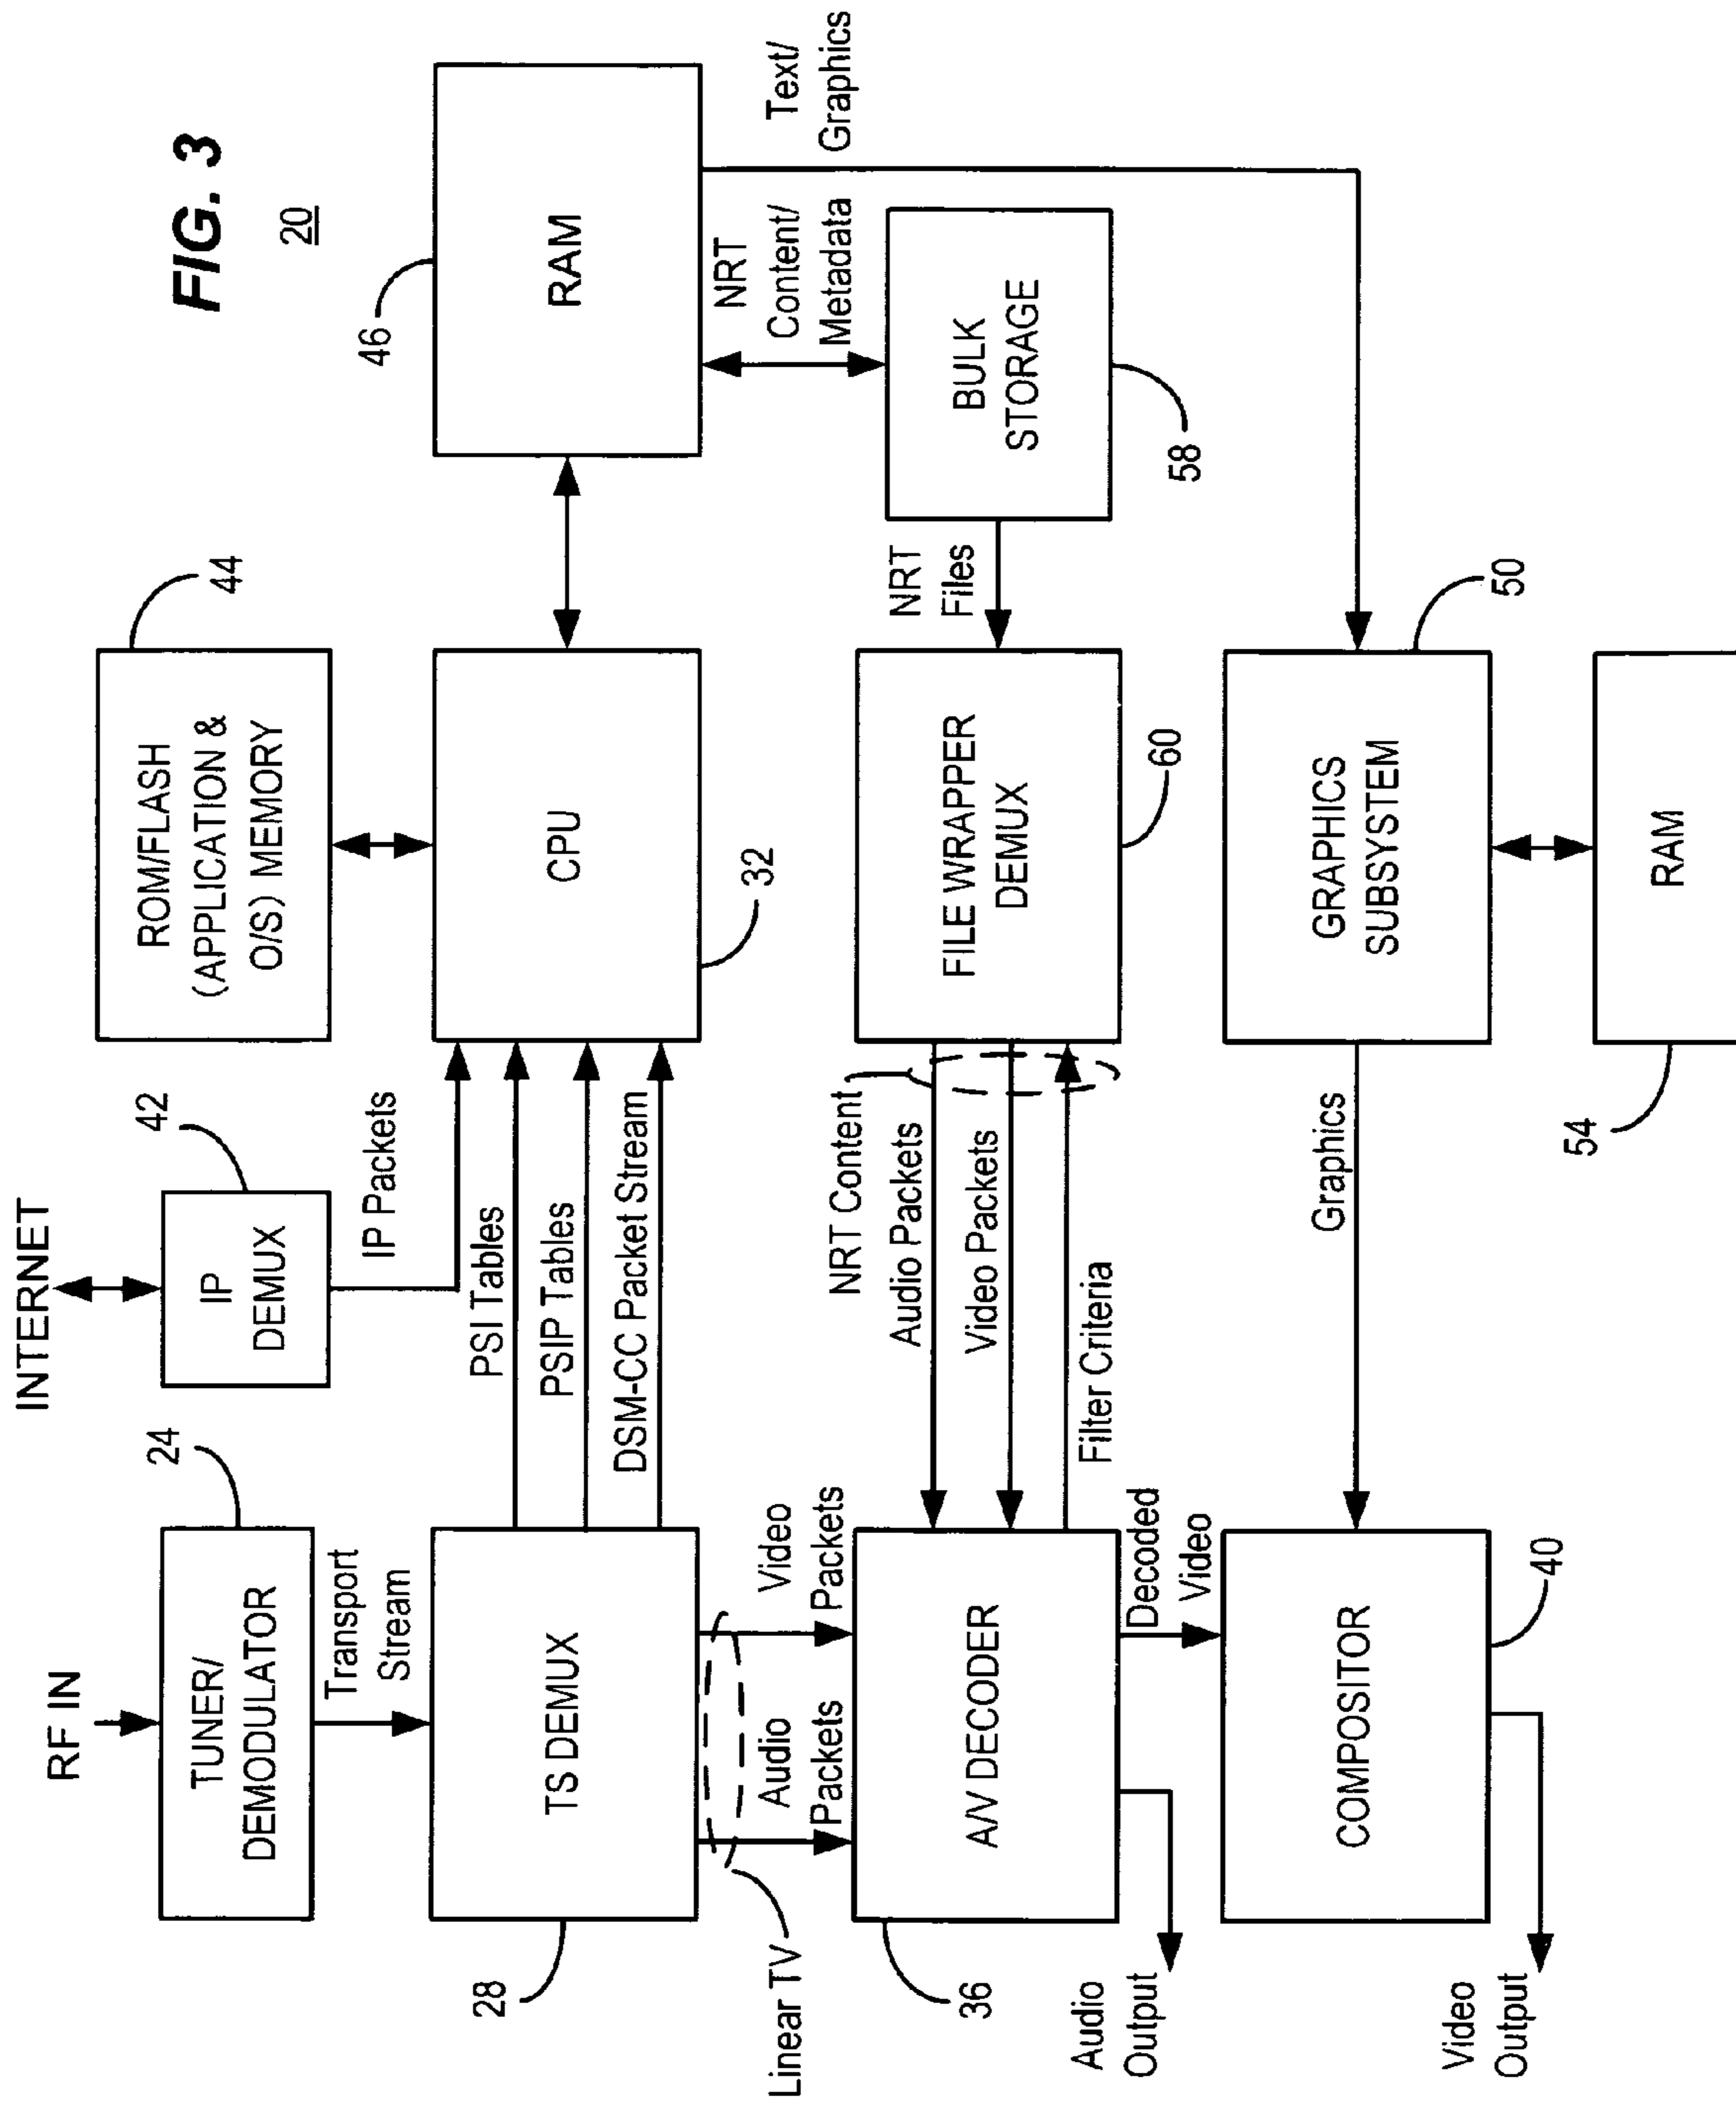 FIG. 3
20
RF IN
INTERNET
TUNER/
DEMODULATOR
24
IP
DEMUX
42
ROM/FLASH
(APPLICATION &
O/S) MEMORY
44
Transport
Stream
IP Packets
TS DEMUX
28
PSI Tables
PSIP Tables
DSM-CC Packet Stream
CPU
32
RAM
46
Linear TV
Audio
Packets
Video
Packets
NRT
Content/
Metadata
Text/
Graphics
A/V DECODER
36
NRT Content
Audio Packets
Video Packets
Filter Criteria
FILE WRAPPER
DEMUX
60
NRT
Files
BULK
STORAGE
58
Audio
Output
Decoded
Video
COMPOSITOR
40
Graphics
GRAPHICS
SUBSYSTEM
50
Video
Output
RAM
54